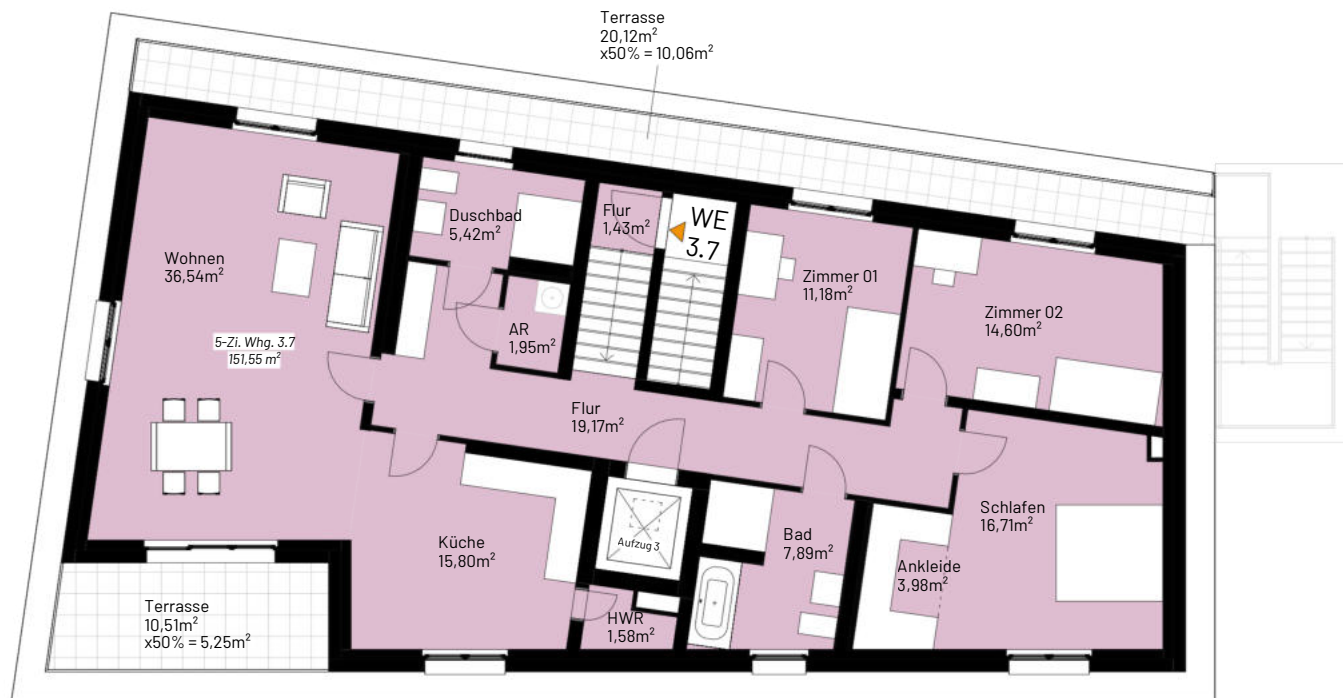 Terrasse
20,12m²
x50% = 10,06m²
Duschbad
5,42m²
Flur
1,43m²
WE
3.7
Wohnen
36,54m²
Zimmer 01
11,18m²
Zimmer 02
14,60m²
AR
1,95m²
5-Zi. Whg. 3.7
151,55 m²
Flur
19,17m²
Schlafen
16,71m²
Küche
15,80m²
Aufzug 3
Bad
7,89m²
Ankleide
3,98m²
Terrasse
10,51m²
x50% = 5,25m²
HWR
1,58m²